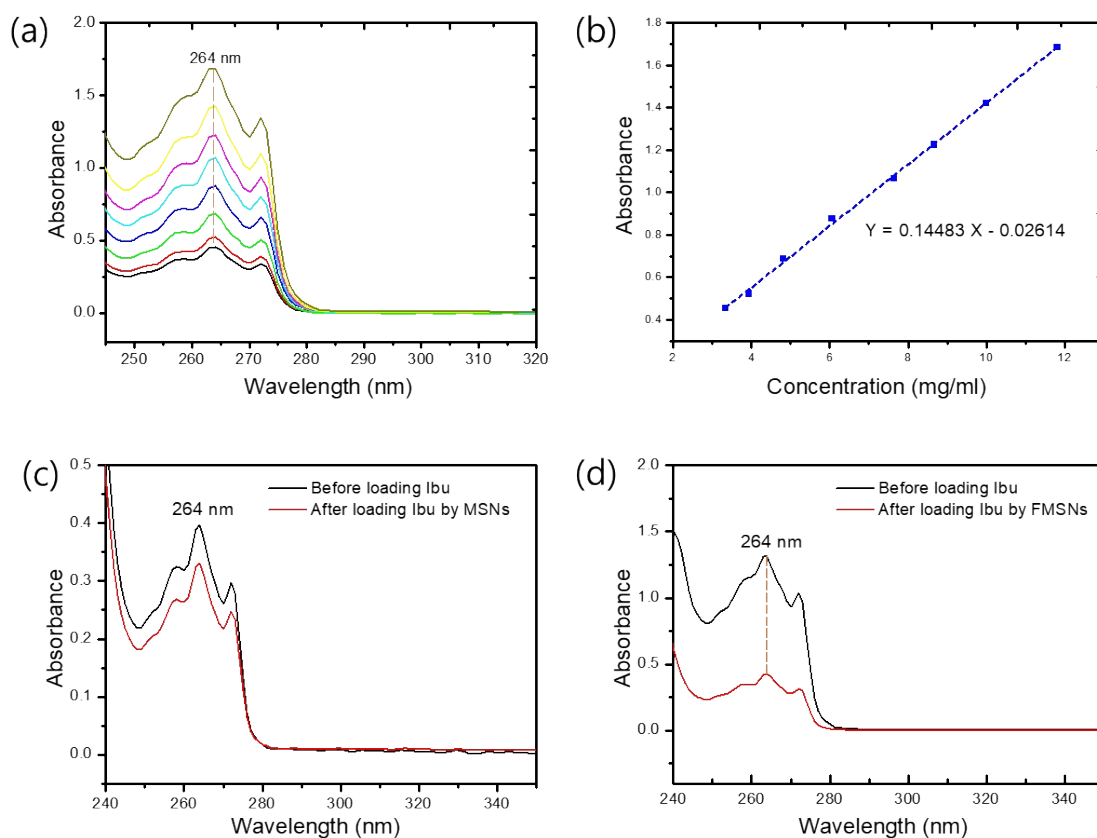 (a)
2.0
1.5
1.0
0.5
0.0
Absorbance
264 nm
250 260 270 280 290 300 310 320
Wavelength (nm)
(b)
1.8
1.6
1.4
1.2
1.0
0.8
0.6
0.4
Absorbance
Y = 0.14483 X - 0.02614
2 4 6 8 10 12
Concentration (mg/ml)
(c)
0.5
0.4
0.3
0.2
0.1
0.0
Absorbance
264 nm
Before loading Ibu
After loading Ibu by MSNs
240 260 280 300 320 340
Wavelength (nm)
(d)
2.0
1.5
1.0
0.5
0.0
Absorbance
Before loading Ibu
After loading Ibu by FMSNs
264 nm
240 260 280 300 320 340
Wavelength (nm)